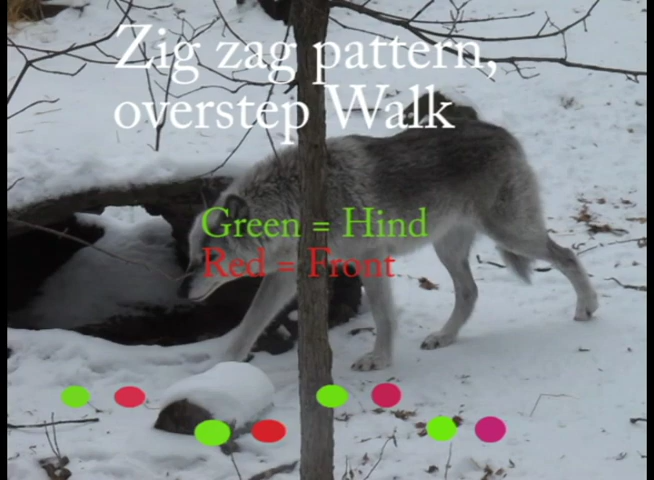 Zig zag pattern,
overstep Walk
Green = Hind
Red = Front